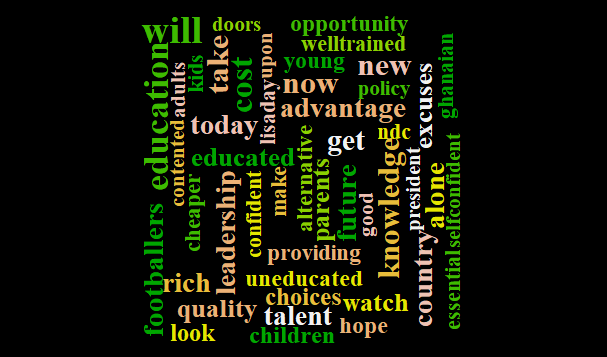 will
doors
opportunity
welltrained
education
adults
kids
take
cost
lisaday
upon
young
now
new
policy
excuses
ghanaian
advantage
today
contented
educated
alternative
get
ndc
knowledge
president
alone
selfconfident
essential
cheaper
leadership
confident
make
parents
future
good
country
footballers
providing
rich
uneducated
choices
watch
quality
talent
hope
look
children